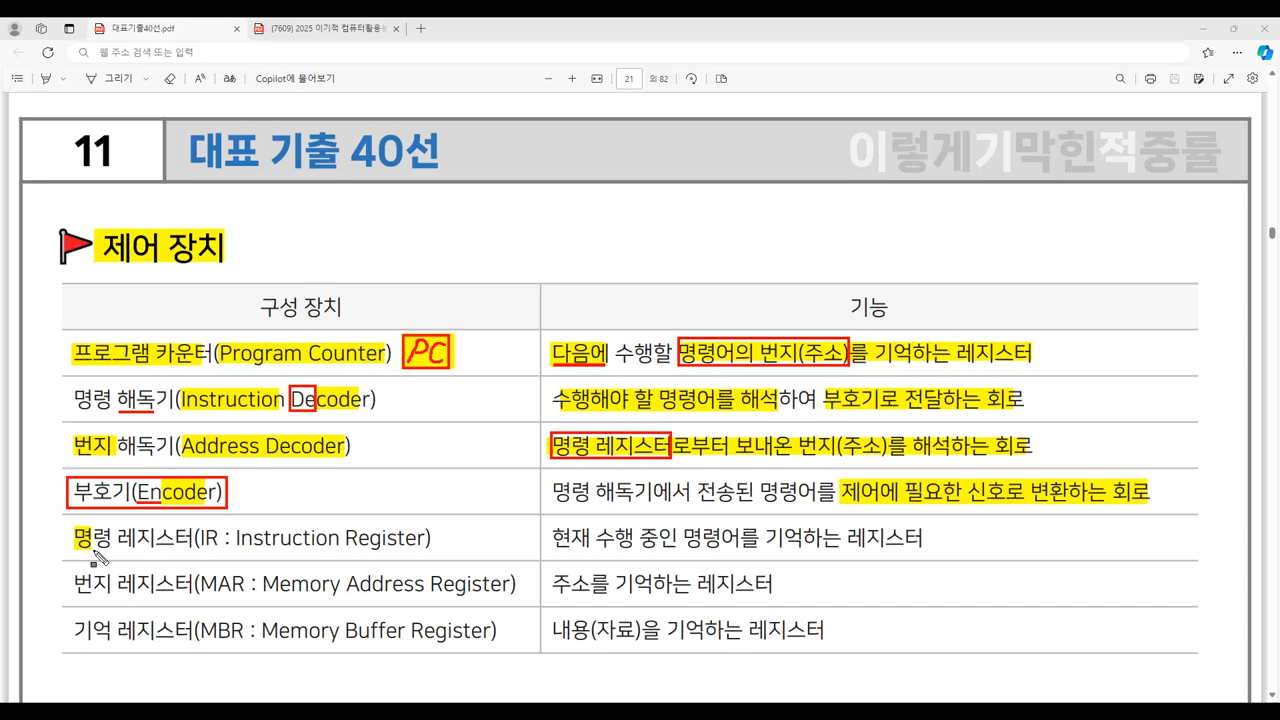 대표기출40선.pdf
(7609) 2025 이기적 컴퓨터활용능
웹 주소 검색 또는 입력
그리기
Copilot에 물어보기
21 의 82
11 대표 기출 40선 이렇게기막힌적중률
제어 장치
구성 장치 기능
프로그램 카운터(Program Counter) PC 다음에 수행할 명령어의 번지(주소)를 기억하는 레지스터
명령 해독기(Instruction Decoder) 수행해야 할 명령어를 해석하여 부호기로 전달하는 회로
번지 해독기(Address Decoder) 명령 레지스터로부터 보내온 번지(주소)를 해석하는 회로
부호기(Encoder) 명령 해독기에서 전송된 명령어를 제어에 필요한 신호로 변환하는 회로
명령 레지스터(IR : Instruction Register) 현재 수행 중인 명령어를 기억하는 레지스터
번지 레지스터(MAR : Memory Address Register) 주소를 기억하는 레지스터
기억 레지스터(MBR : Memory Buffer Register) 내용(자료)을 기억하는 레지스터